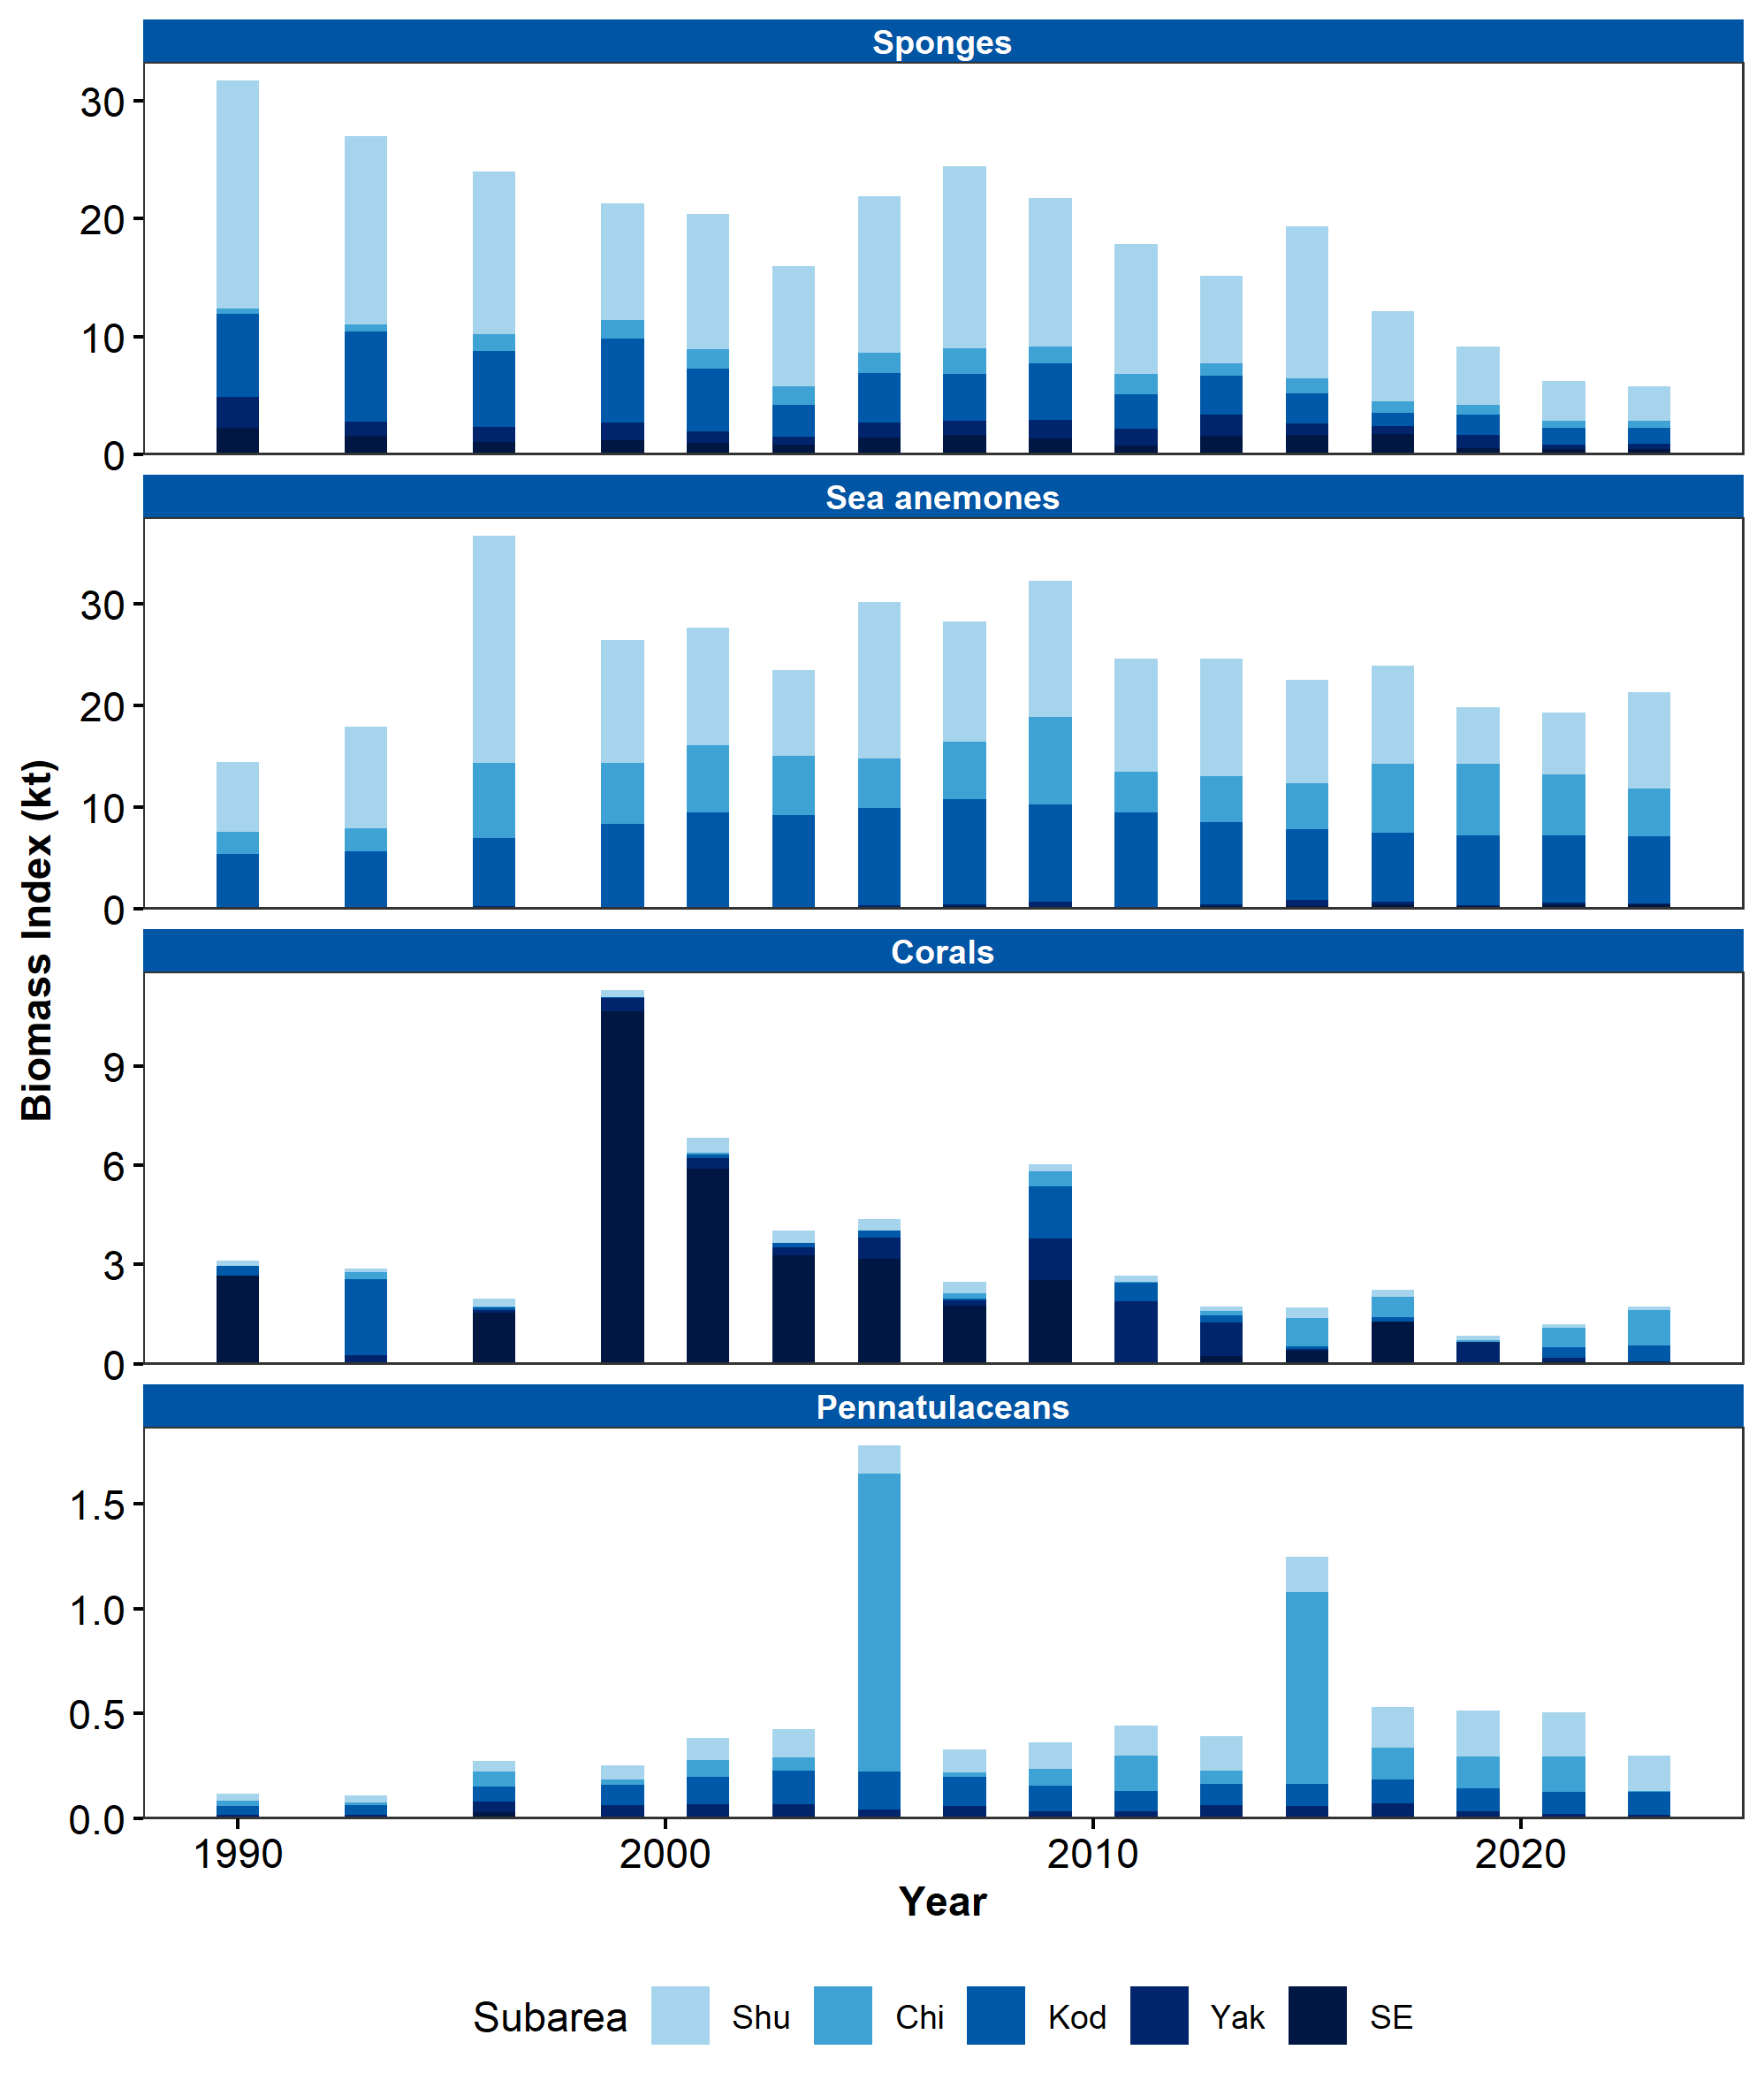 Sponges
30
20
10
0
Sea anemones
30
20
10
0
Biomass Index (kt)
Corals
9
6
3
0
Pennatulaceans
1.5
1.0
0.5
0.0
1990 2000 2010 2020
Year
Subarea Shu Chi Kod Yak SE